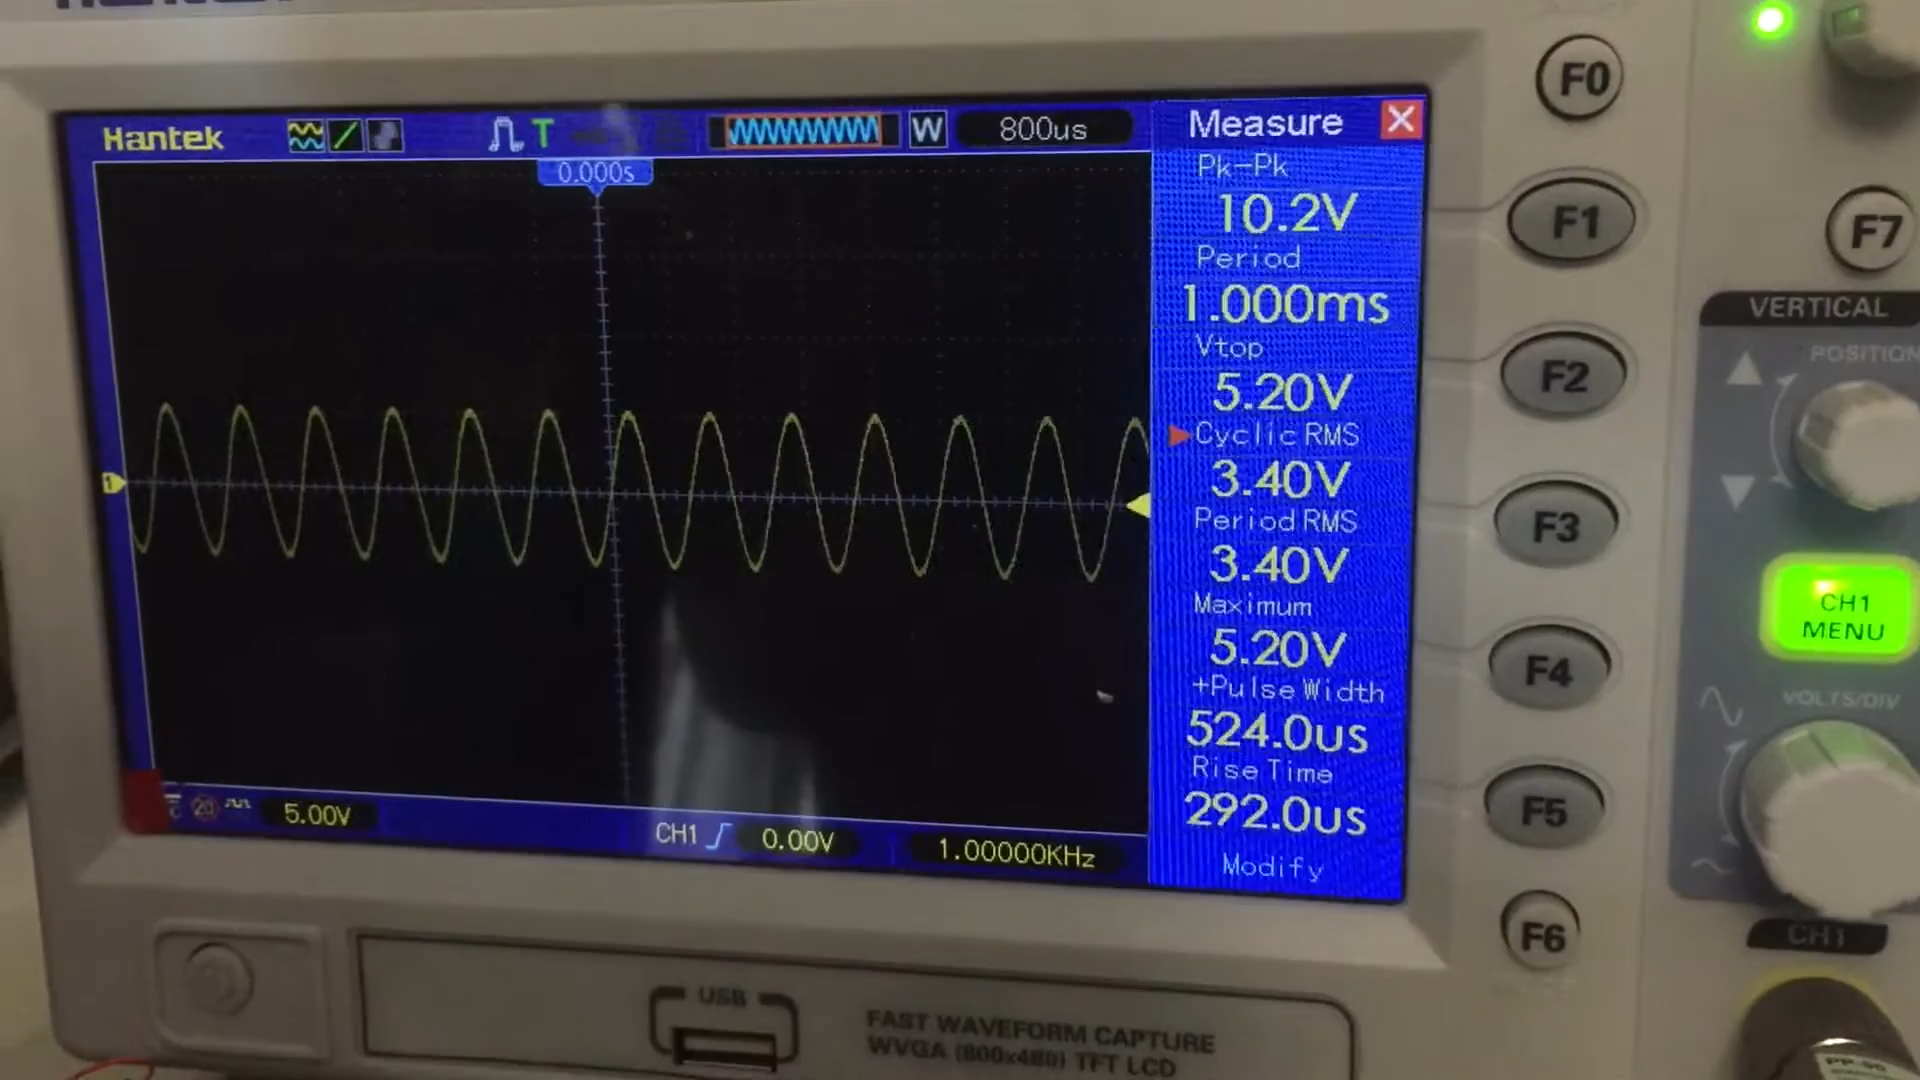 Hantek
T
W
800us
0.000s
1
5.00V
20
CH1
0.00V
1.00000KHz
Measure
X
Pk-Pk
10.2V
Period
1.000ms
Vtop
5.20V
Cyclic RMS
3.40V
Period RMS
3.40V
Maximum
5.20V
+Pulse Width
524.0us
Rise Time
292.0us
Modify
F0
F1
F2
F3
F4
F5
F6
F7
VERTICAL
POSITION
CH1
MENU
VOLTS/DIV
CH1
USB
FAST WAVEFORM CAPTURE
WVGA (800x480) TFT LCD